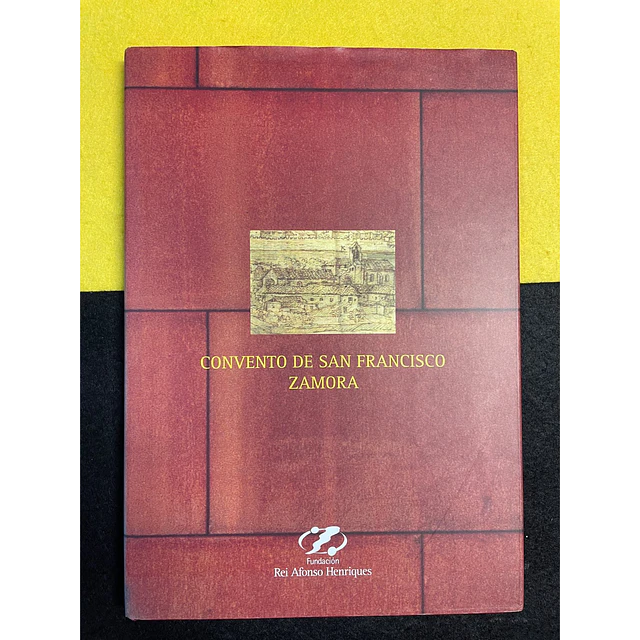 CONVENTO DE SAN FRANCISCO
ZAMORA
Fundación
Rei Afonso Henriques